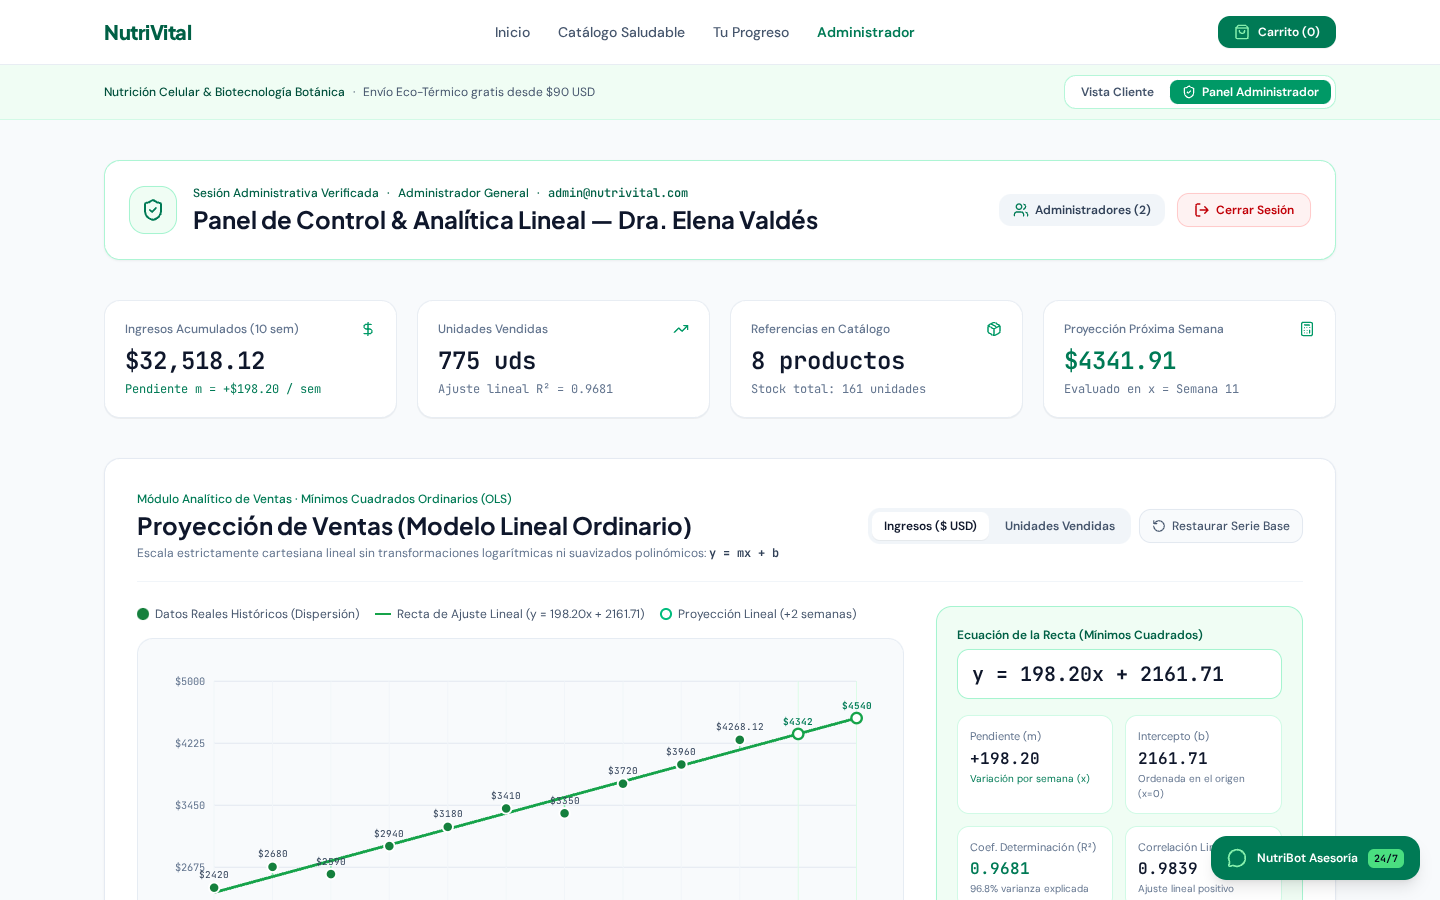 NutriVital
Inicio
Catálogo Saludable
Tu Progreso
Administrador
Carrito (0)
Nutrición Celular & Biotecnología Botánica · Envío Eco-Térmico gratis desde $90 USD
Vista Cliente
Panel Administrador
Sesión Administrativa Verificada · Administrador General · admin@nutrivital.com
Panel de Control & Analítica Lineal — Dra. Elena Valdés
Administradores (2)
Cerrar Sesión
Ingresos Acumulados (10 sem)
$32,518.12
Pendiente m = +$198.20 / sem
Unidades Vendidas
775 uds
Ajuste lineal R² = 0.9681
Referencias en Catálogo
8 productos
Stock total: 161 unidades
Proyección Próxima Semana
$4341.91
Evaluado en x = Semana 11
Módulo Analítico de Ventas · Mínimos Cuadrados Ordinarios (OLS)
Proyección de Ventas (Modelo Lineal Ordinario)
Escala estrictamente cartesiana lineal sin transformaciones logarítmicas ni suavizados polinómicos: y = mx + b
Ingresos ($ USD)
Unidades Vendidas
Restaurar Serie Base
Datos Reales Históricos (Dispersión)
Recta de Ajuste Lineal (y = 198.20x + 2161.71)
Proyección Lineal (+2 semanas)
$5000
$4225
$3450
$2675
$2420
$2680
$2590
$2940
$3180
$3410
$3350
$3720
$3960
$4268.12
$4342
$4540
Ecuación de la Recta (Mínimos Cuadrados)
y = 198.20x + 2161.71
Pendiente (m)
+198.20
Variación por semana (x)
Intercepto (b)
2161.71
Ordenada en el origen
(x=0)
Coef. Determinación (R²)
0.9681
96.8% varianza explicada
Correlación
0.9839
Ajuste lineal positivo
NutriBot Asesoría
24/7